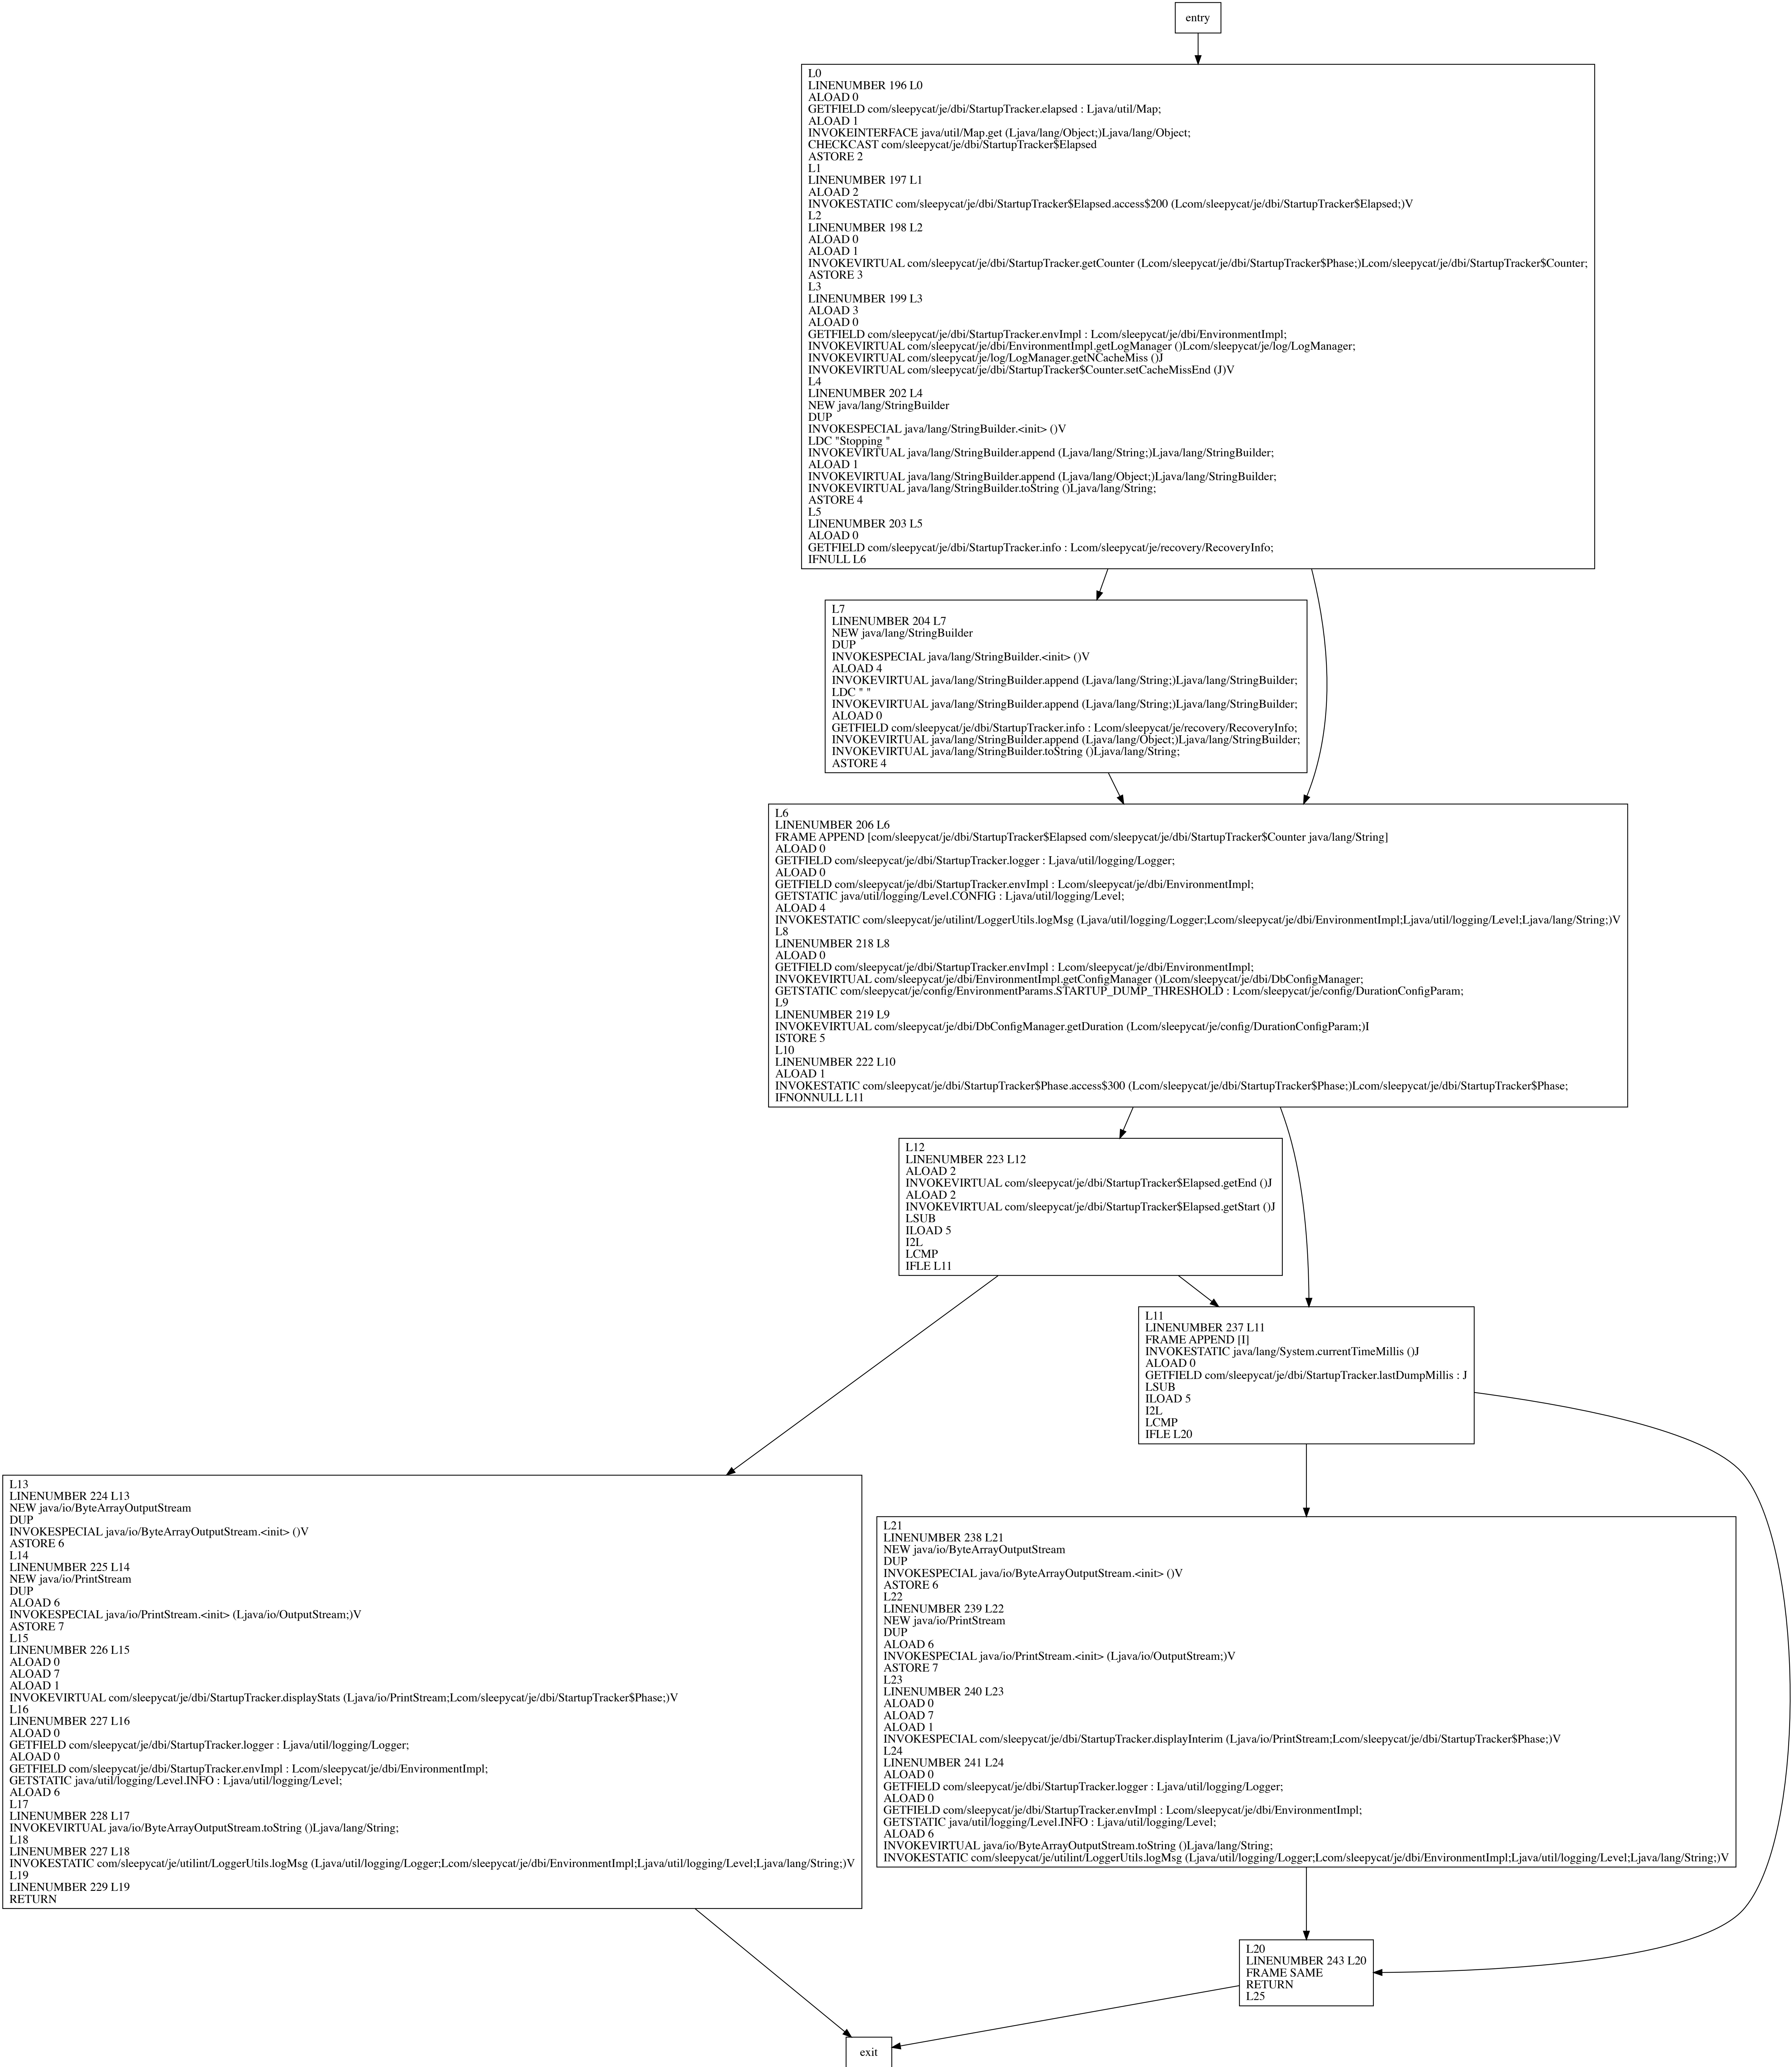 entry
L0
LINENUMBER 196 L0
ALOAD 0
GETFIELD com/sleepycat/je/dbi/StartupTracker.elapsed : Ljava/util/Map;
ALOAD 1
INVOKEINTERFACE java/util/Map.get (Ljava/lang/Object;)Ljava/lang/Object;
CHECKCAST com/sleepycat/je/dbi/StartupTracker$Elapsed
ASTORE 2
L1
LINENUMBER 197 L1
ALOAD 2
INVOKESTATIC com/sleepycat/je/dbi/StartupTracker$Elapsed.access$200 (Lcom/sleepycat/je/dbi/StartupTracker$Elapsed;)V
L2
LINENUMBER 198 L2
ALOAD 0
ALOAD 1
INVOKEVIRTUAL com/sleepycat/je/dbi/StartupTracker.getCounter (Lcom/sleepycat/je/dbi/StartupTracker$Phase;)Lcom/sleepycat/je/dbi/StartupTracker$Counter;
ASTORE 3
L3
LINENUMBER 199 L3
ALOAD 3
ALOAD 0
GETFIELD com/sleepycat/je/dbi/StartupTracker.envImpl : Lcom/sleepycat/je/dbi/EnvironmentImpl;
INVOKEVIRTUAL com/sleepycat/je/dbi/EnvironmentImpl.getLogManager ()Lcom/sleepycat/je/log/LogManager;
INVOKEVIRTUAL com/sleepycat/je/log/LogManager.getNCacheMiss ()J
INVOKEVIRTUAL com/sleepycat/je/dbi/StartupTracker$Counter.setCacheMissEnd (J)V
L4
LINENUMBER 202 L4
NEW java/lang/StringBuilder
DUP
INVOKESPECIAL java/lang/StringBuilder.<init> ()V
LDC "Stopping "
INVOKEVIRTUAL java/lang/StringBuilder.append (Ljava/lang/String;)Ljava/lang/StringBuilder;
ALOAD 1
INVOKEVIRTUAL java/lang/StringBuilder.append (Ljava/lang/Object;)Ljava/lang/StringBuilder;
INVOKEVIRTUAL java/lang/StringBuilder.toString ()Ljava/lang/String;
ASTORE 4
L5
LINENUMBER 203 L5
ALOAD 0
GETFIELD com/sleepycat/je/dbi/StartupTracker.info : Lcom/sleepycat/je/recovery/RecoveryInfo;
IFNULL L6
L7
LINENUMBER 204 L7
NEW java/lang/StringBuilder
DUP
INVOKESPECIAL java/lang/StringBuilder.<init> ()V
ALOAD 4
INVOKEVIRTUAL java/lang/StringBuilder.append (Ljava/lang/String;)Ljava/lang/StringBuilder;
LDC " "
INVOKEVIRTUAL java/lang/StringBuilder.append (Ljava/lang/String;)Ljava/lang/StringBuilder;
ALOAD 0
GETFIELD com/sleepycat/je/dbi/StartupTracker.info : Lcom/sleepycat/je/recovery/RecoveryInfo;
INVOKEVIRTUAL java/lang/StringBuilder.append (Ljava/lang/Object;)Ljava/lang/StringBuilder;
INVOKEVIRTUAL java/lang/StringBuilder.toString ()Ljava/lang/String;
ASTORE 4
L6
LINENUMBER 206 L6
FRAME APPEND [com/sleepycat/je/dbi/StartupTracker$Elapsed com/sleepycat/je/dbi/StartupTracker$Counter java/lang/String]
ALOAD 0
GETFIELD com/sleepycat/je/dbi/StartupTracker.logger : Ljava/util/logging/Logger;
ALOAD 0
GETFIELD com/sleepycat/je/dbi/StartupTracker.envImpl : Lcom/sleepycat/je/dbi/EnvironmentImpl;
GETSTATIC java/util/logging/Level.CONFIG : Ljava/util/logging/Level;
ALOAD 4
INVOKESTATIC com/sleepycat/je/utilint/LoggerUtils.logMsg (Ljava/util/logging/Logger;Lcom/sleepycat/je/dbi/EnvironmentImpl;Ljava/util/logging/Level;Ljava/lang/String;)V
L8
LINENUMBER 218 L8
ALOAD 0
GETFIELD com/sleepycat/je/dbi/StartupTracker.envImpl : Lcom/sleepycat/je/dbi/EnvironmentImpl;
INVOKEVIRTUAL com/sleepycat/je/dbi/EnvironmentImpl.getConfigManager ()Lcom/sleepycat/je/dbi/DbConfigManager;
GETSTATIC com/sleepycat/je/config/EnvironmentParams.STARTUP_DUMP_THRESHOLD : Lcom/sleepycat/je/config/DurationConfigParam;
L9
LINENUMBER 219 L9
INVOKEVIRTUAL com/sleepycat/je/dbi/DbConfigManager.getDuration (Lcom/sleepycat/je/config/DurationConfigParam;)I
ISTORE 5
L10
LINENUMBER 222 L10
ALOAD 1
INVOKESTATIC com/sleepycat/je/dbi/StartupTracker$Phase.access$300 (Lcom/sleepycat/je/dbi/StartupTracker$Phase;)Lcom/sleepycat/je/dbi/StartupTracker$Phase;
IFNONNULL L11
L12
LINENUMBER 223 L12
ALOAD 2
INVOKEVIRTUAL com/sleepycat/je/dbi/StartupTracker$Elapsed.getEnd ()J
ALOAD 2
INVOKEVIRTUAL com/sleepycat/je/dbi/StartupTracker$Elapsed.getStart ()J
LSUB
ILOAD 5
I2L
LCMP
IFLE L11
L11
LINENUMBER 237 L11
FRAME APPEND [I]
INVOKESTATIC java/lang/System.currentTimeMillis ()J
ALOAD 0
GETFIELD com/sleepycat/je/dbi/StartupTracker.lastDumpMillis : J
LSUB
ILOAD 5
I2L
LCMP
IFLE L20
L13
LINENUMBER 224 L13
NEW java/io/ByteArrayOutputStream
DUP
INVOKESPECIAL java/io/ByteArrayOutputStream.<init> ()V
ASTORE 6
L14
LINENUMBER 225 L14
NEW java/io/PrintStream
DUP
ALOAD 6
INVOKESPECIAL java/io/PrintStream.<init> (Ljava/io/OutputStream;)V
ASTORE 7
L15
LINENUMBER 226 L15
ALOAD 0
ALOAD 7
ALOAD 1
INVOKEVIRTUAL com/sleepycat/je/dbi/StartupTracker.displayStats (Ljava/io/PrintStream;Lcom/sleepycat/je/dbi/StartupTracker$Phase;)V
L16
LINENUMBER 227 L16
ALOAD 0
GETFIELD com/sleepycat/je/dbi/StartupTracker.logger : Ljava/util/logging/Logger;
ALOAD 0
GETFIELD com/sleepycat/je/dbi/StartupTracker.envImpl : Lcom/sleepycat/je/dbi/EnvironmentImpl;
GETSTATIC java/util/logging/Level.INFO : Ljava/util/logging/Level;
ALOAD 6
L17
LINENUMBER 228 L17
INVOKEVIRTUAL java/io/ByteArrayOutputStream.toString ()Ljava/lang/String;
L18
LINENUMBER 227 L18
INVOKESTATIC com/sleepycat/je/utilint/LoggerUtils.logMsg (Ljava/util/logging/Logger;Lcom/sleepycat/je/dbi/EnvironmentImpl;Ljava/util/logging/Level;Ljava/lang/String;)V
L19
LINENUMBER 229 L19
RETURN
L21
LINENUMBER 238 L21
NEW java/io/ByteArrayOutputStream
DUP
INVOKESPECIAL java/io/ByteArrayOutputStream.<init> ()V
ASTORE 6
L22
LINENUMBER 239 L22
NEW java/io/PrintStream
DUP
ALOAD 6
INVOKESPECIAL java/io/PrintStream.<init> (Ljava/io/OutputStream;)V
ASTORE 7
L23
LINENUMBER 240 L23
ALOAD 0
ALOAD 7
ALOAD 1
INVOKESPECIAL com/sleepycat/je/dbi/StartupTracker.displayInterim (Ljava/io/PrintStream;Lcom/sleepycat/je/dbi/StartupTracker$Phase;)V
L24
LINENUMBER 241 L24
ALOAD 0
GETFIELD com/sleepycat/je/dbi/StartupTracker.logger : Ljava/util/logging/Logger;
ALOAD 0
GETFIELD com/sleepycat/je/dbi/StartupTracker.envImpl : Lcom/sleepycat/je/dbi/EnvironmentImpl;
GETSTATIC java/util/logging/Level.INFO : Ljava/util/logging/Level;
ALOAD 6
INVOKEVIRTUAL java/io/ByteArrayOutputStream.toString ()Ljava/lang/String;
INVOKESTATIC com/sleepycat/je/utilint/LoggerUtils.logMsg (Ljava/util/logging/Logger;Lcom/sleepycat/je/dbi/EnvironmentImpl;Ljava/util/logging/Level;Ljava/lang/String;)V
L20
LINENUMBER 243 L20
FRAME SAME
RETURN
L25
exit